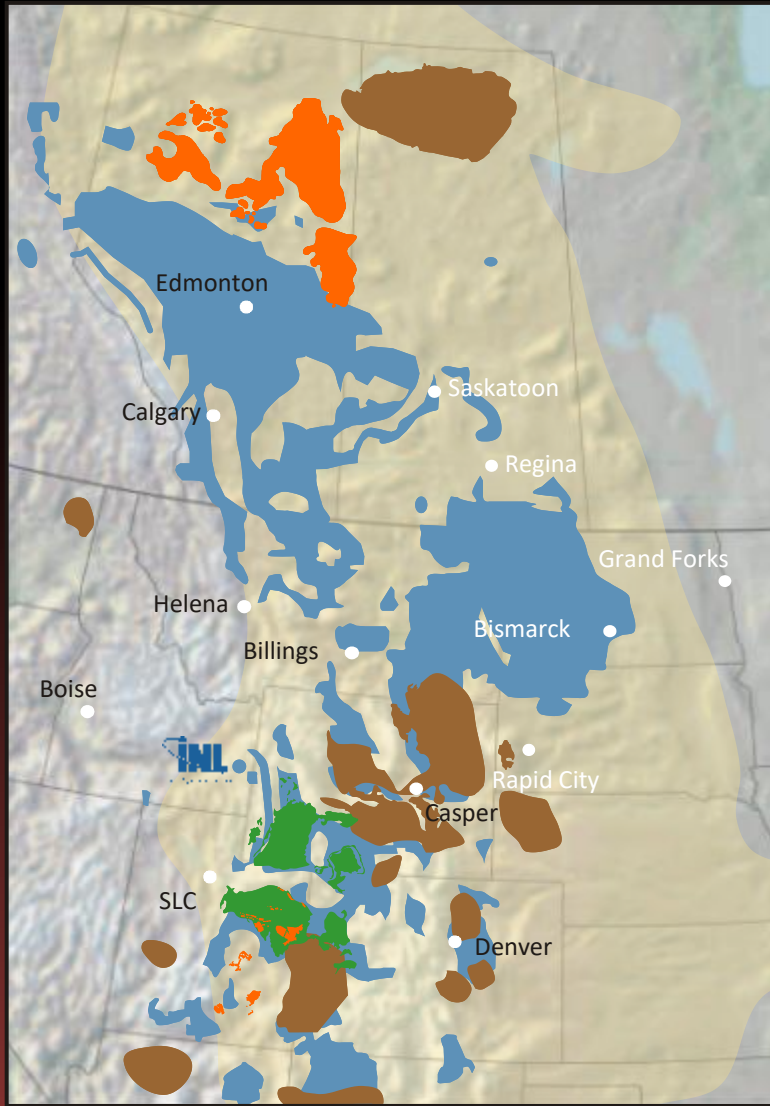 Edmonton
Saskatoon
Calgary
Regina
Grand Forks
Helena
Bismarck
Billings
Boise
INL
Rapid City
Casper
SLC
Denver